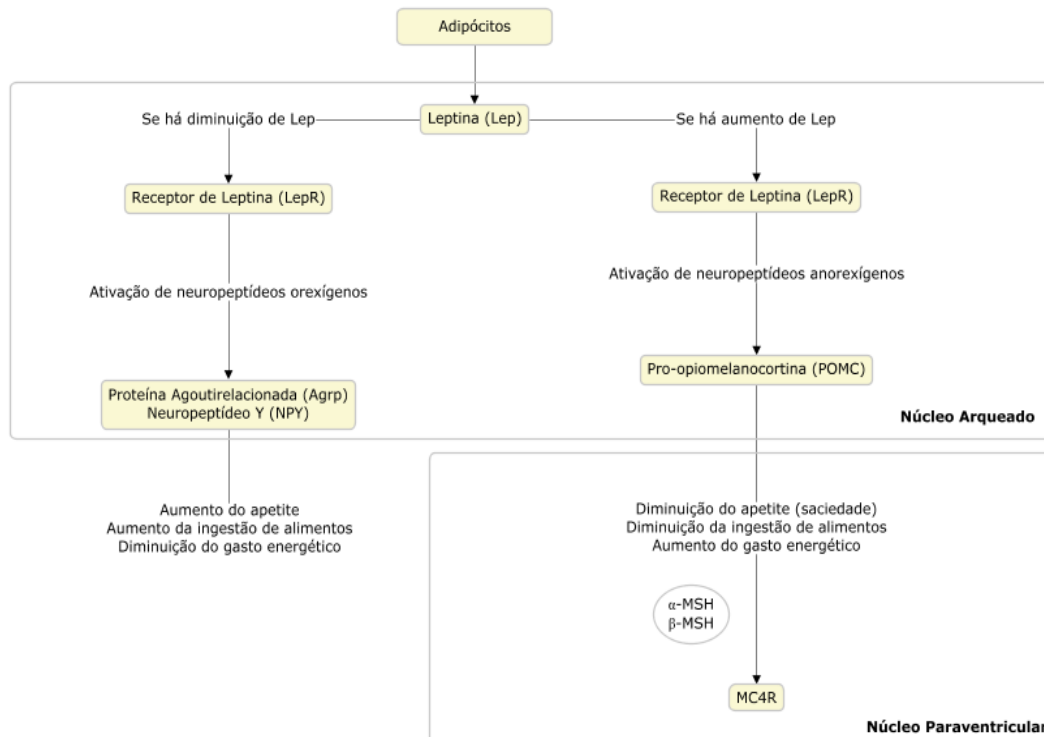 Adipócitos
Se há diminuição de Lep
Leptina (Lep)
Se há aumento de Lep
Receptor de Leptina (LepR)
Receptor de Leptina (LepR)
Ativação de neuropeptídeos orexígenos
Ativação de neuropeptídeos anorexígenos
Proteína Agoutirelacionada (Agrp)
Neuropeptídeo Y (NPY)
Pro-opiomelanocortina (POMC)
Núcleo Arqueado
Aumento do apetite
Aumento da ingestão de alimentos
Diminuição do gasto energético
Diminuição do apetite (saciedade)
Diminuição da ingestão de alimentos
Aumento do gasto energético
α-MSH
β-MSH
MC4R
Núcleo Paraventricular